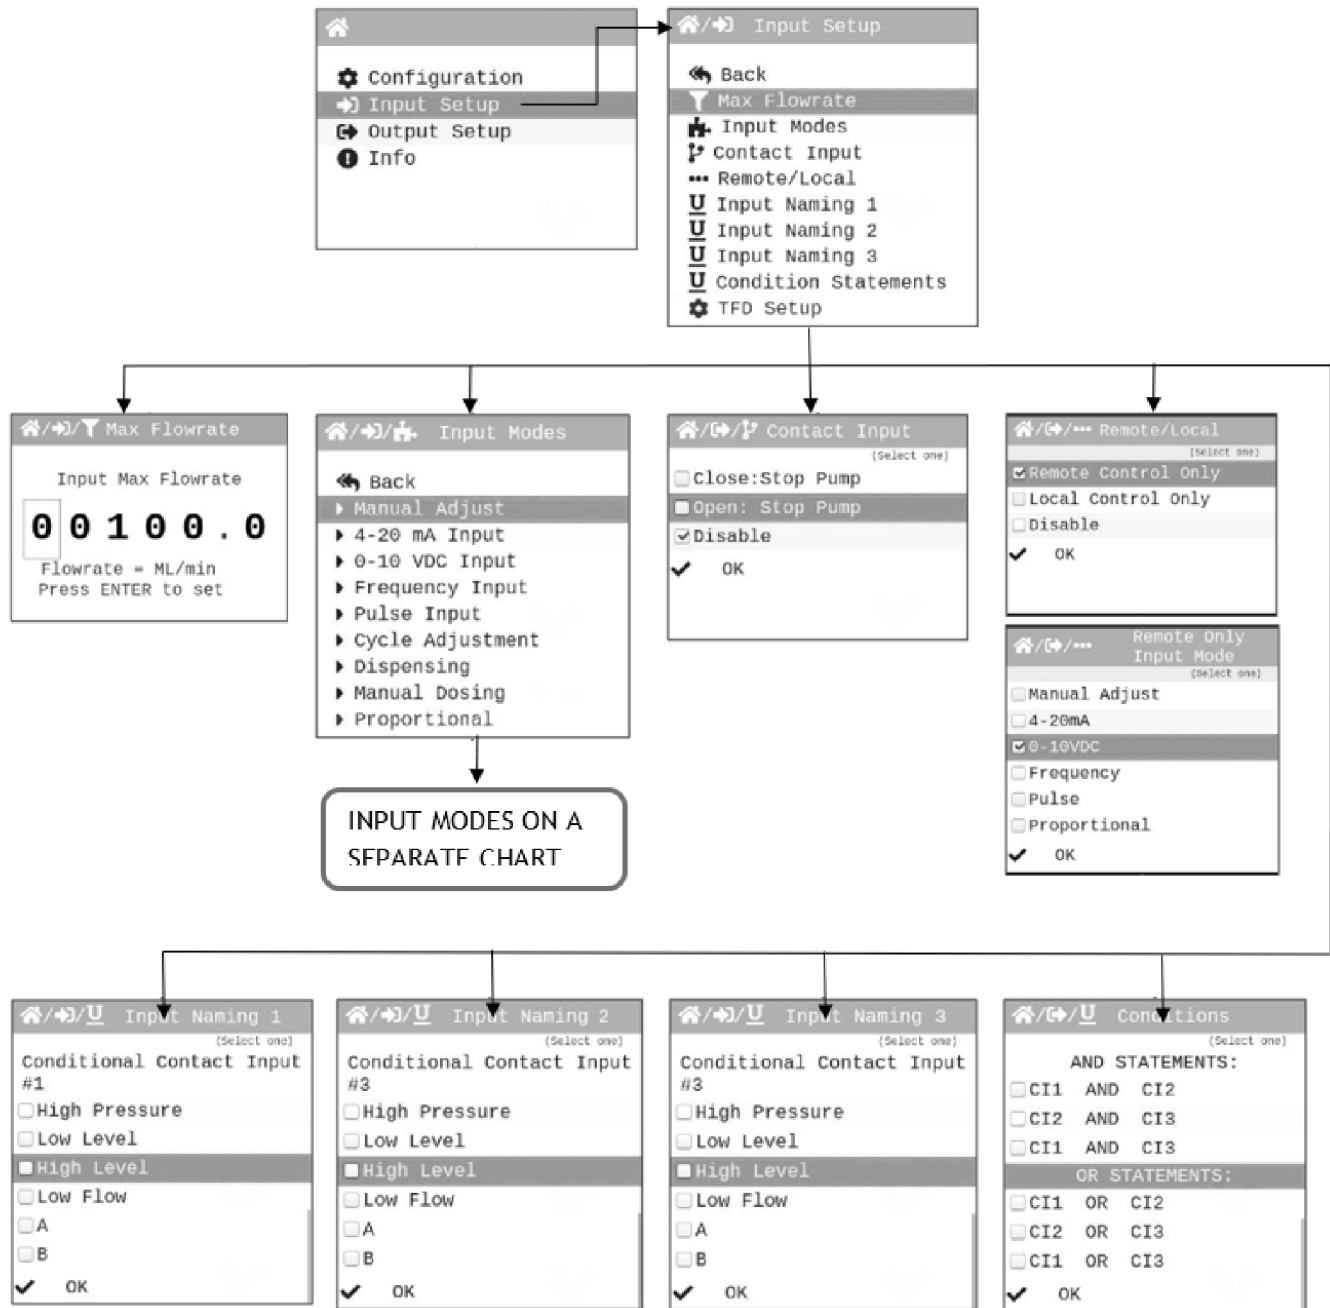 Configuration
Input Setup
Output Setup
Info
/ Input Setup
Back
Max Flowrate
Input Modes
Contact Input
Remote/Local
U Input Naming 1
U Input Naming 2
U Input Naming 3
U Condition Statements
TFD Setup
/ / Max Flowrate
Input Max Flowrate
00100.0
Flowrate = ML/min
Press ENTER to set
/ / Input Modes
Back
Manual Adjust
4-20 mA Input
0-10 VDC Input
Frequency Input
Pulse Input
Cycle Adjustment
Dispensing
Manual Dosing
Proportional
INPUT MODES ON A
SEPARATE CHART
/ / Contact Input
(Select one)
Close:Stop Pump
Open: Stop Pump
Disable
OK
/ / Remote/Local
(Select one)
Remote Control Only
Local Control Only
Disable
OK
/ / Remote Only
Input Mode
(Select one)
Manual Adjust
4-20mA
0-10VDC
Frequency
Pulse
Proportional
OK
/ /U Input Naming 1
(Select one)
Conditional Contact Input
#1
High Pressure
Low Level
High Level
Low Flow
A
B
OK
/ /U Input Naming 2
(Select one)
Conditional Contact Input
#3
High Pressure
Low Level
High Level
Low Flow
A
B
OK
/ /U Input Naming 3
(Select one)
Conditional Contact Input
#3
High Pressure
Low Level
High Level
Low Flow
A
B
OK
/ /U Conditions
(Select one)
AND STATEMENTS:
CI1 AND CI2
CI2 AND CI3
CI1 AND CI3
OR STATEMENTS:
CI1 OR CI2
CI2 OR CI3
CI1 OR CI3
OK